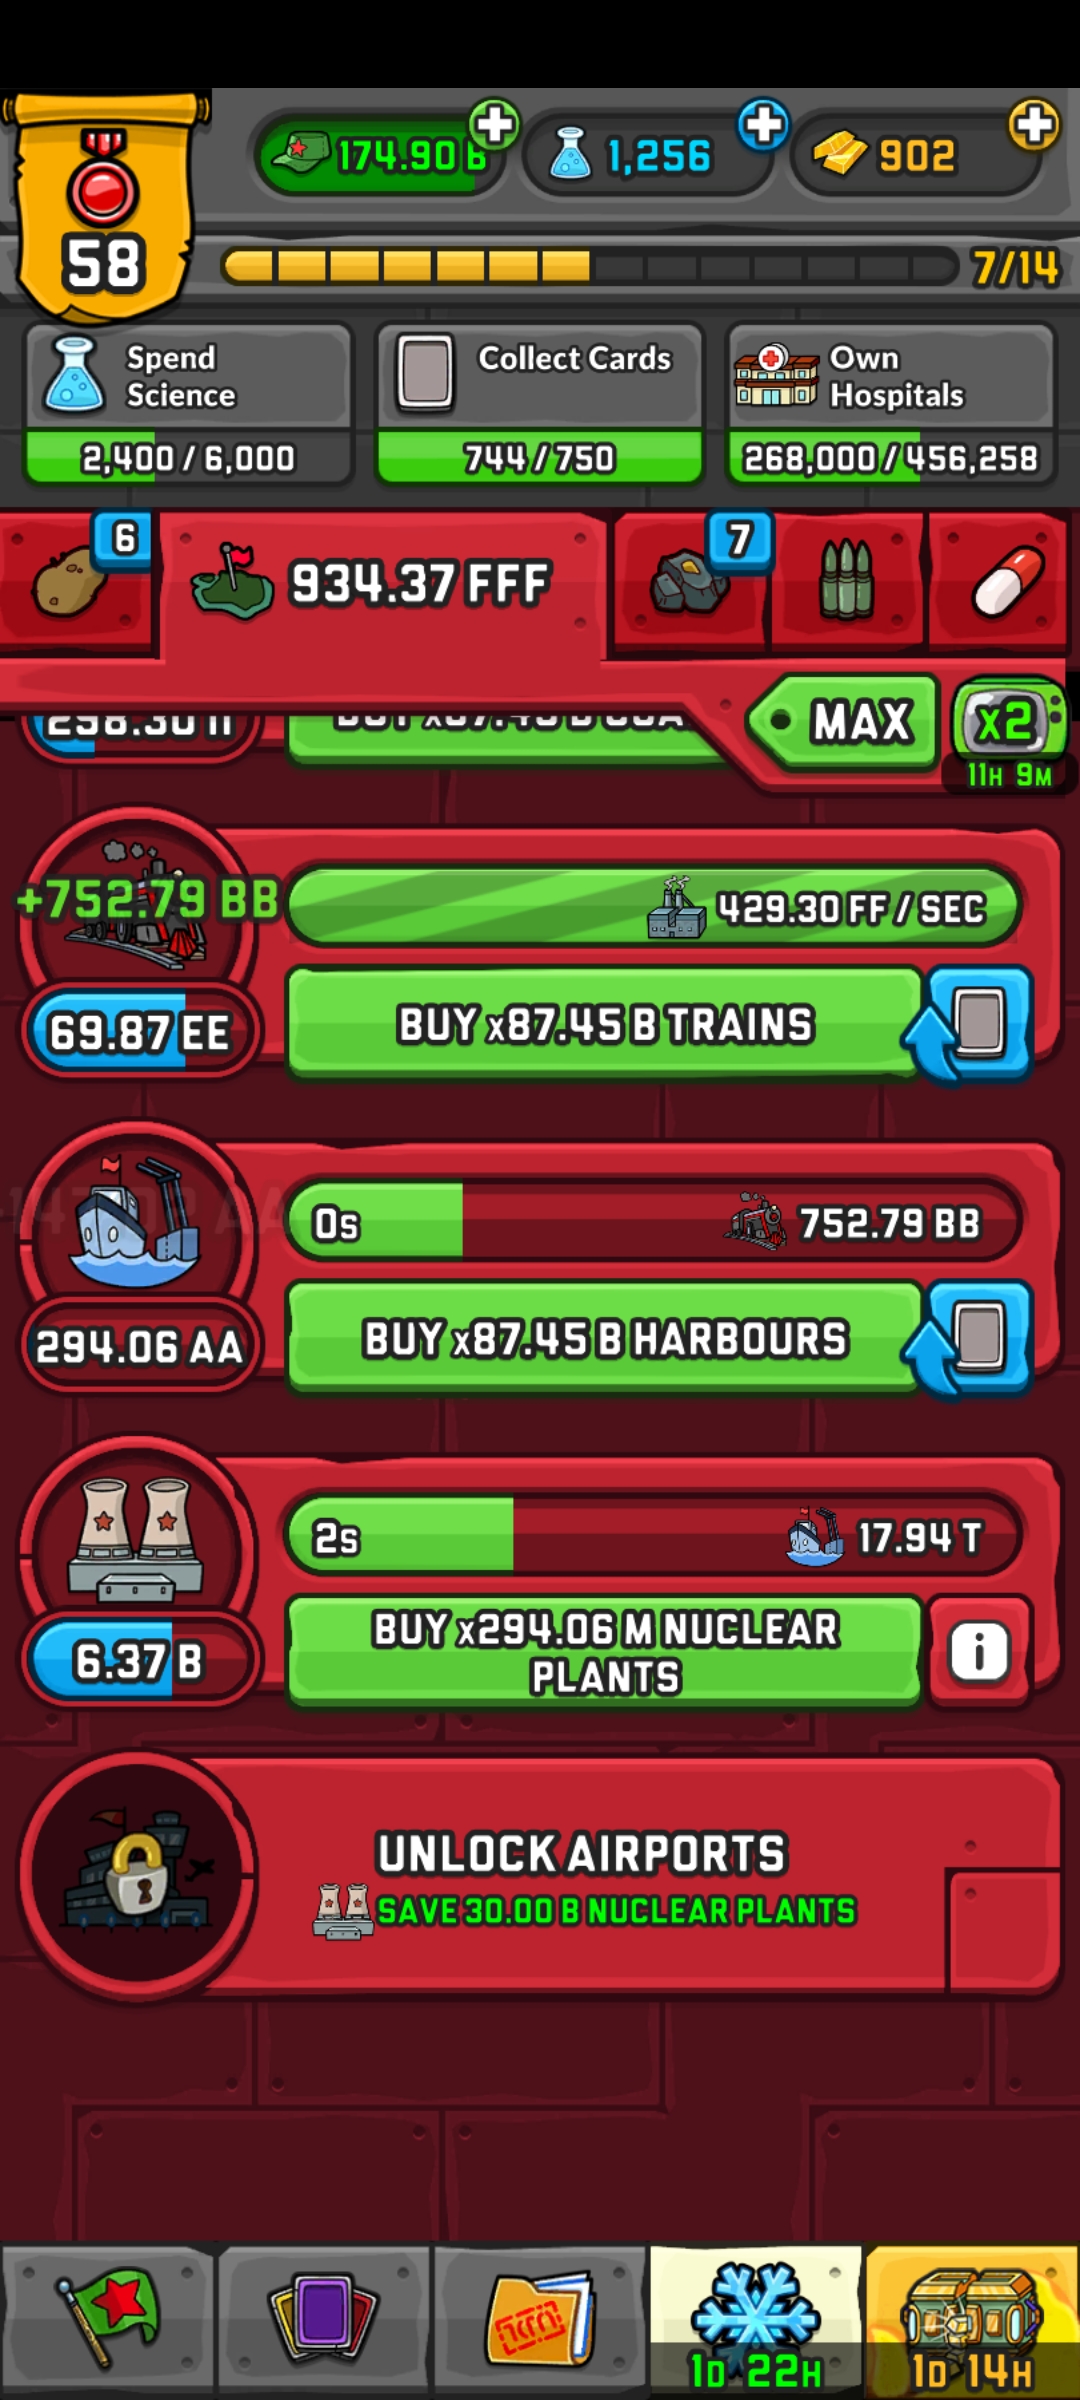 174.90 B
1,256
902
58
7/14
Spend
Science
Collect Cards
Own
Hospitals
2,400 / 6,000
744 / 750
268,000 / 456,258
6
934.37 FFF
7
MAX
x2
11H 9M
+752.79 BB
429.30 FF / SEC
69.87 EE
BUY x87.45 B TRAINS
0s
752.79 BB
294.06 AA
BUY x87.45 B HARBOURS
2s
17.94 T
6.37 B
BUY x294.06 M NUCLEAR
PLANTS
i
UNLOCK AIRPORTS
SAVE 30.00 B NUCLEAR PLANTS
1D 22H
1D 14H